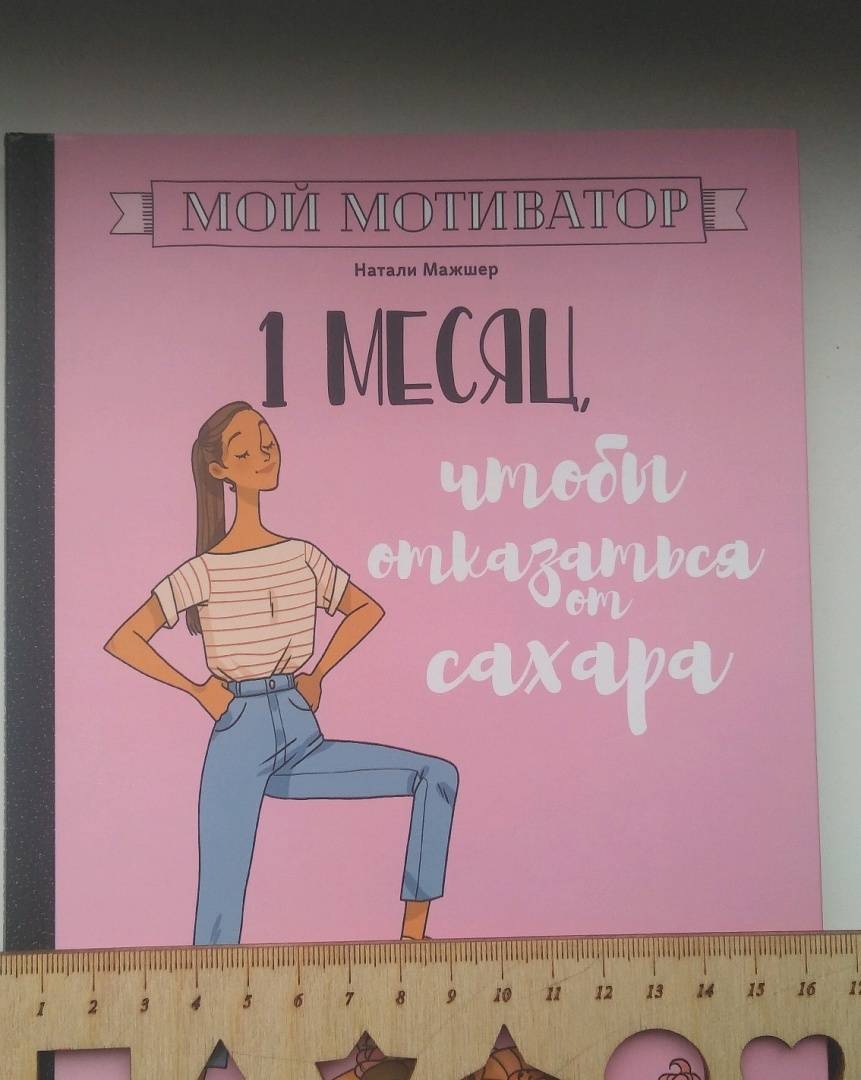 МОЙ МОТИВАТОР
Натали Мажшер
1 МЕСЯЦ,
чтобы
отказаться
от
сахара
1 2 3 4 5 6 7 8 9 10 11 12 13 14 15 16 17